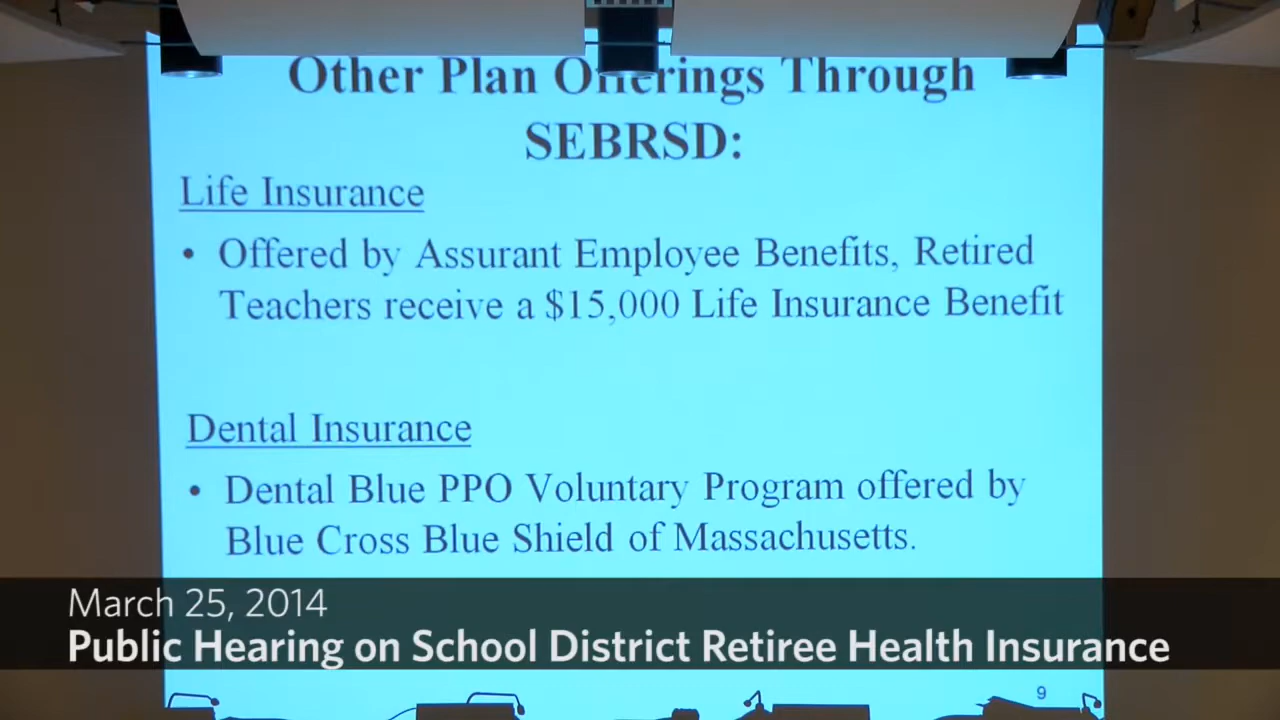 Other Plan Offerings Through
SEBRSD:
Life Insurance
• Offered by Assurant Employee Benefits, Retired
Teachers receive a $15,000 Life Insurance Benefit
Dental Insurance
• Dental Blue PPO Voluntary Program offered by
Blue Cross Blue Shield of Massachusetts.
March 25, 2014
Public Hearing on School District Retiree Health Insurance
9